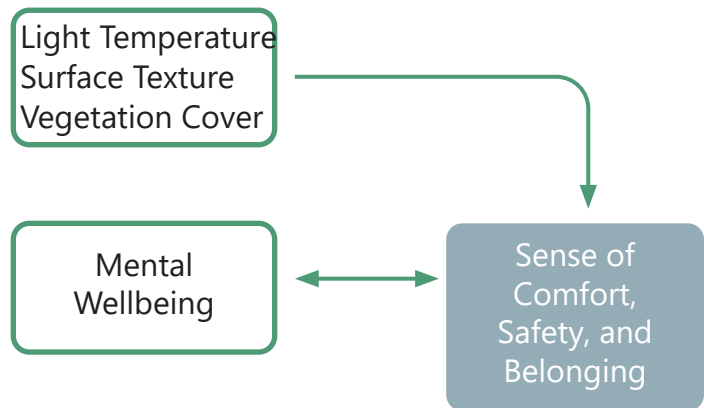 Light Temperature
Surface Texture
Vegetation Cover
Mental
Wellbeing
Sense of
Comfort,
Safety, and
Belonging